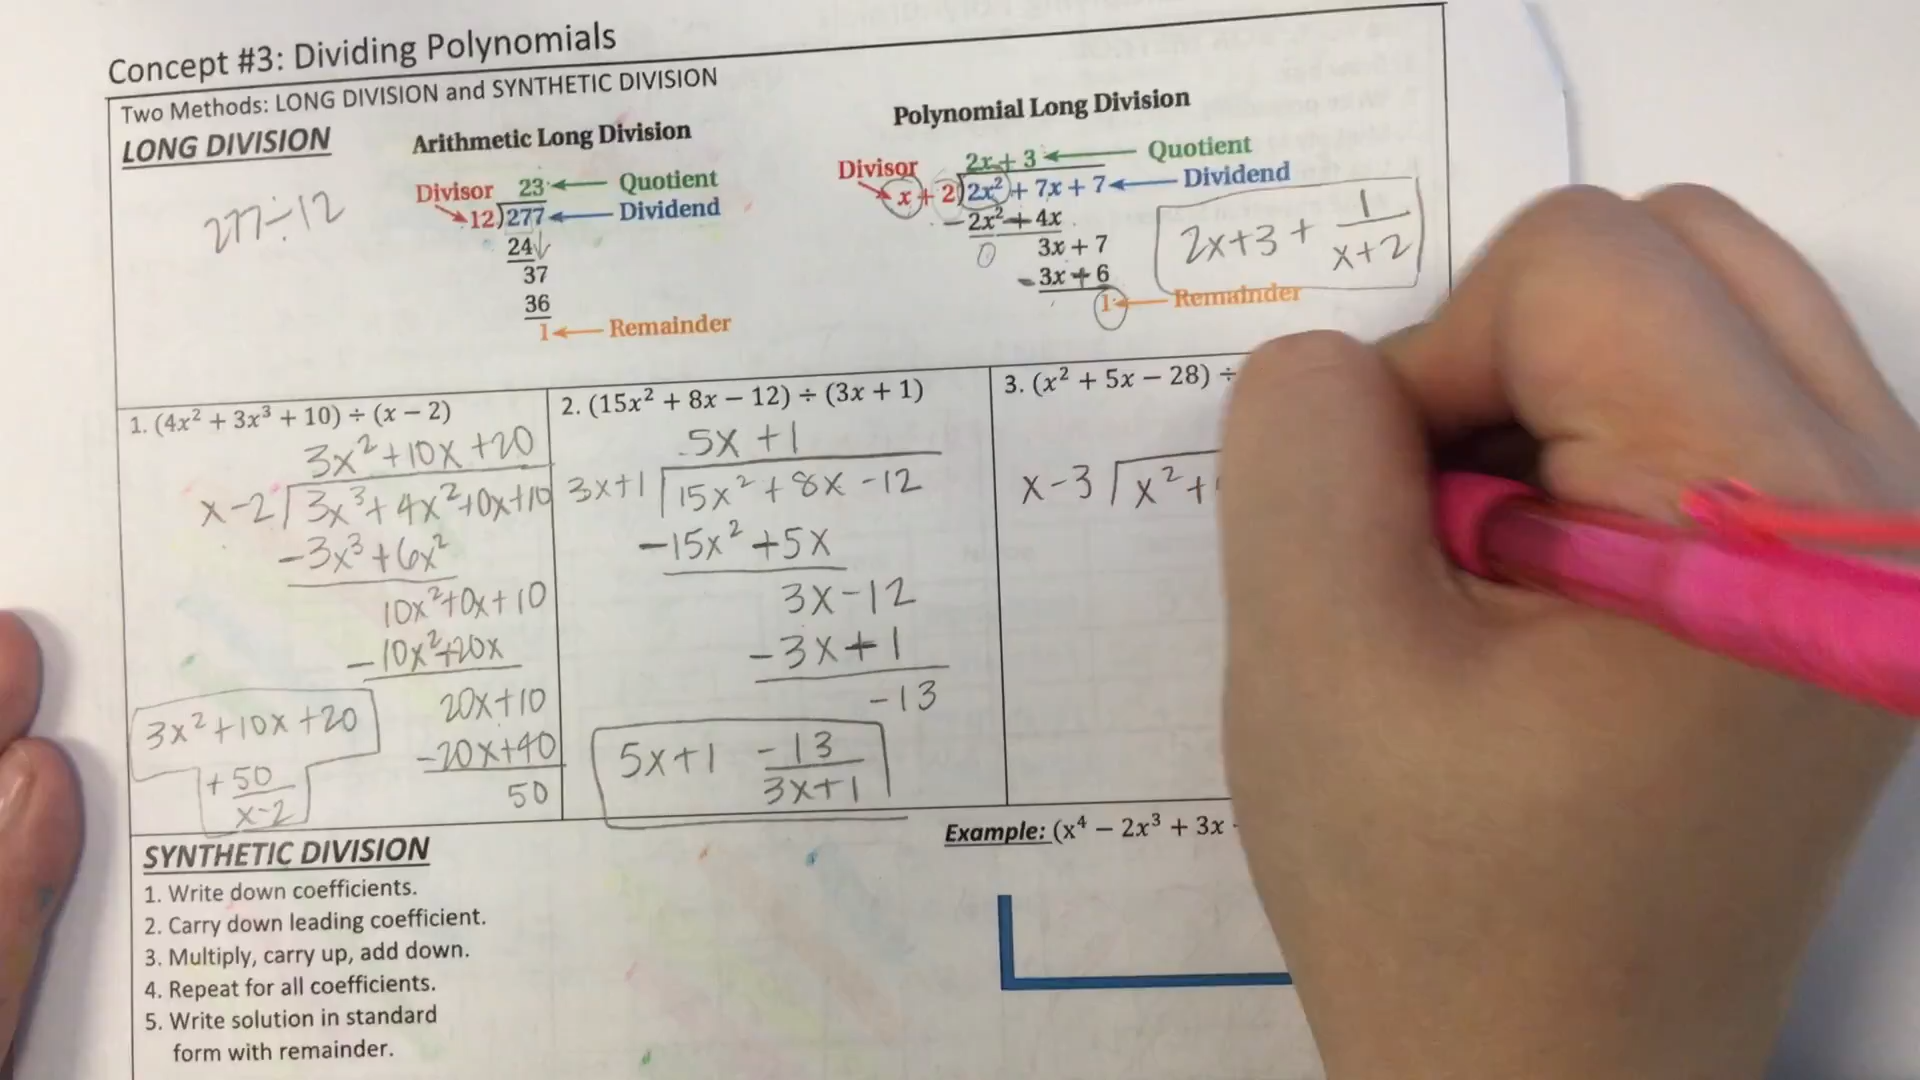 Concept #3: Dividing Polynomials
Two Methods: LONG DIVISION and SYNTHETIC DIVISION
LONG DIVISION
277÷12
Arithmetic Long Division
Divisor 23 Quotient
12)277 Dividend
24
37
36
1 Remainder
Polynomial Long Division
2x + 3 Quotient
Divisor
x + 2)2x² + 7x + 7 Dividend
-2x² + 4x
0 3x + 7
-3x + 6
1 Remainder
2x+3 + 1/x+2
1. (4x² + 3x³ + 10) ÷ (x − 2)
3x²+10x+20
x-2)3x³+4x²+0x+10
-3x³+6x²
10x²+0x+10
-10x²+20x
20x+10
-20x+40
50
3x²+10x+20
+50/x-2
2. (15x² + 8x − 12) ÷ (3x + 1)
5x+1
3x+1)15x²+8x-12
-15x²+5x
3x-12
-3x+1
-13
5x+1 -13/3x+1
3. (x² + 5x − 28) ÷
x-3)x²+
SYNTHETIC DIVISION
1. Write down coefficients.
2. Carry down leading coefficient.
3. Multiply, carry up, add down.
4. Repeat for all coefficients.
5. Write solution in standard
form with remainder.
Example: (x⁴ − 2x³ + 3x